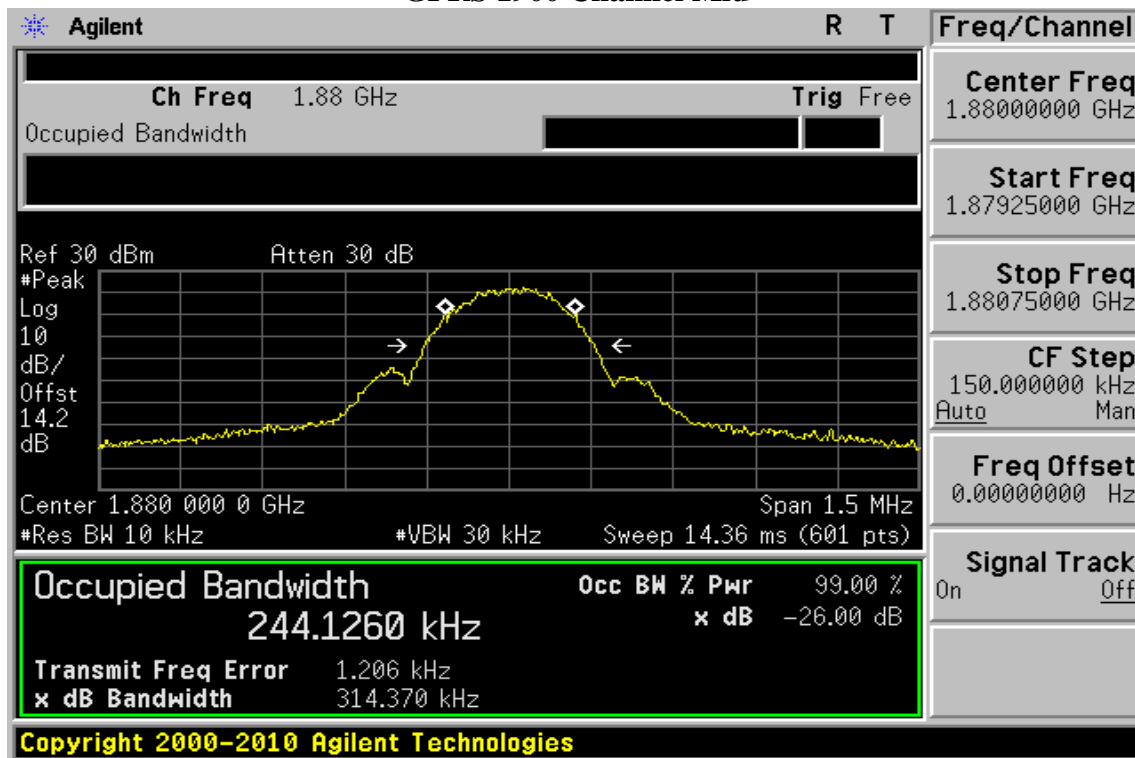 Agilent R T
Ch Freq 1.88 GHz Trig Free
Occupied Bandwidth
Ref 30 dBm Atten 30 dB
#Peak
Log
10
dB/
Offst
14.2
dB
Center 1.880 000 0 GHz Span 1.5 MHz
#Res BW 10 kHz #VBW 30 kHz Sweep 14.36 ms (601 pts)
Occupied Bandwidth
244.1260 kHz
Occ BW % Pwr 99.00 %
x dB -26.00 dB
Transmit Freq Error 1.206 kHz
x dB Bandwidth 314.370 kHz
Copyright 2000-2010 Agilent Technologies
Freq/Channel
Center Freq
1.88000000 GHz
Start Freq
1.87925000 GHz
Stop Freq
1.88075000 GHz
CF Step
150.000000 kHz
Auto Man
Freq Offset
0.00000000 Hz
Signal Track
On Off